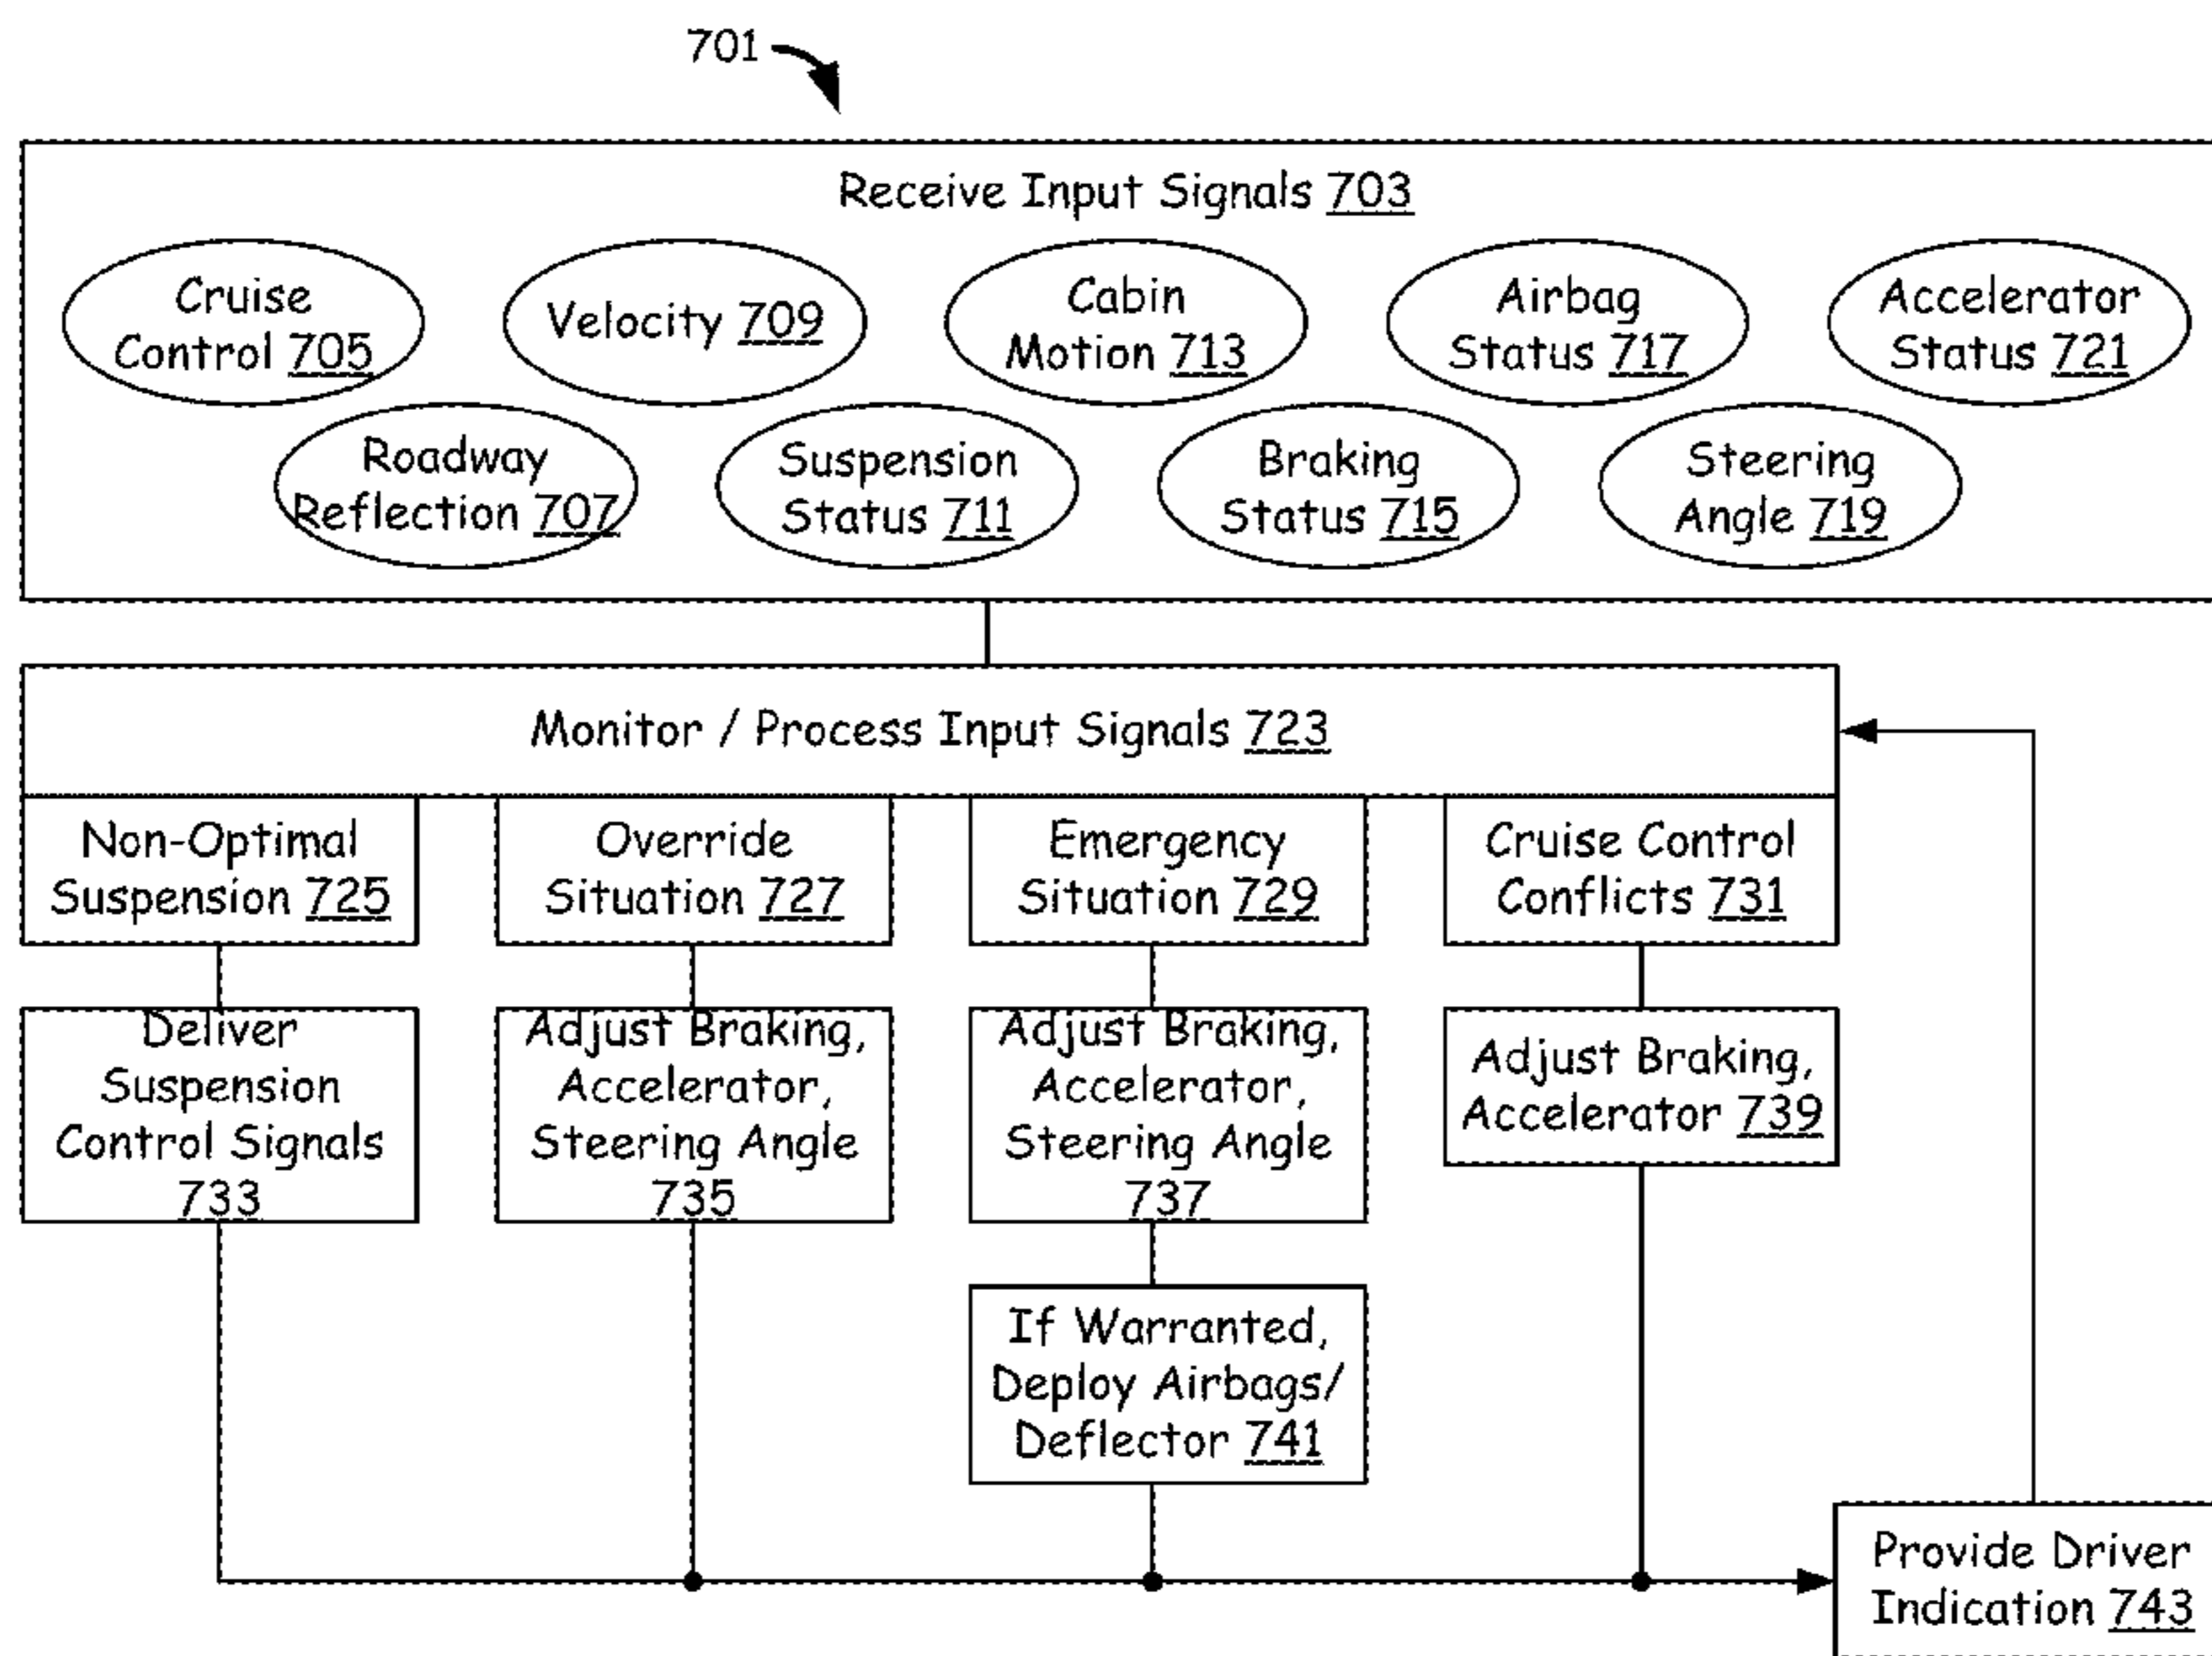 701
Receive Input Signals 703
Cruise
Control 705
Velocity 709
Cabin
Motion 713
Airbag
Status 717
Accelerator
Status 721
Roadway
Reflection 707
Suspension
Status 711
Braking
Status 715
Steering
Angle 719
Monitor / Process Input Signals 723
Non-Optimal
Suspension 725
Override
Situation 727
Emergency
Situation 729
Cruise Control
Conflicts 731
Deliver
Suspension
Control Signals
733
Adjust Braking,
Accelerator,
Steering Angle
735
Adjust Braking,
Accelerator,
Steering Angle
737
Adjust Braking,
Accelerator 739
If Warranted,
Deploy Airbags/
Deflector 741
Provide Driver
Indication 743